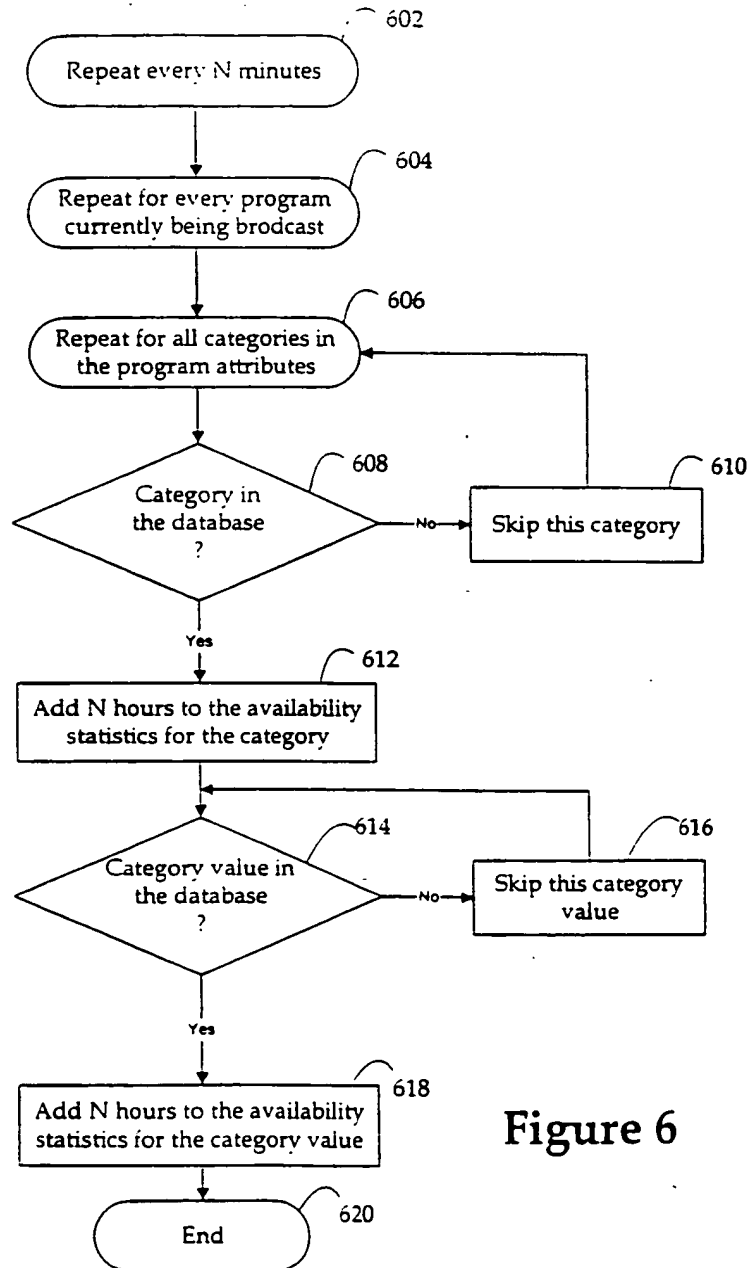 602
Repeat every N minutes
604
Repeat for every program
currently being brodcast
606
Repeat for all categories in
the program attributes
608
Category in
the database
?
No
610
Skip this category
Yes
612
Add N hours to the availability
statistics for the category
614
Category value in
the database
?
No
616
Skip this category
value
Yes
618
Add N hours to the availability
statistics for the category value
Figure 6
620
End